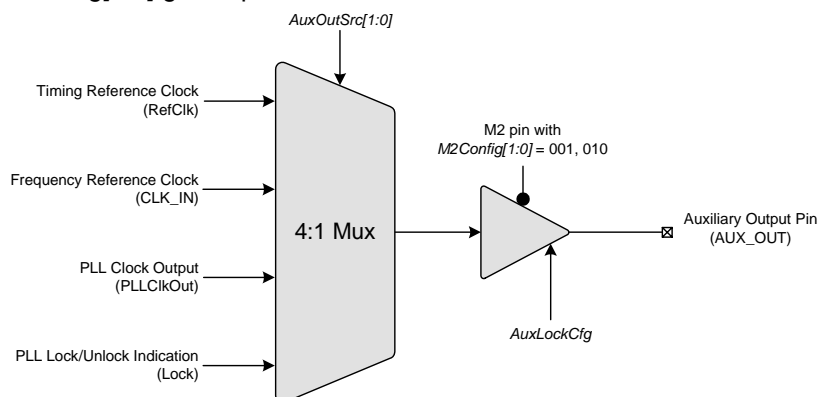 AuxOutSrc[1:0]
Timing Reference Clock
(RefClk)
M2 pin with
M2Config[1:0] = 001, 010
Frequency Reference Clock
(CLK_IN)
4:1 Mux
Auxiliary Output Pin
(AUX_OUT)
PLL Clock Output
(PLLClkOut)
AuxLockCfg
PLL Lock/Unlock Indication
(Lock)